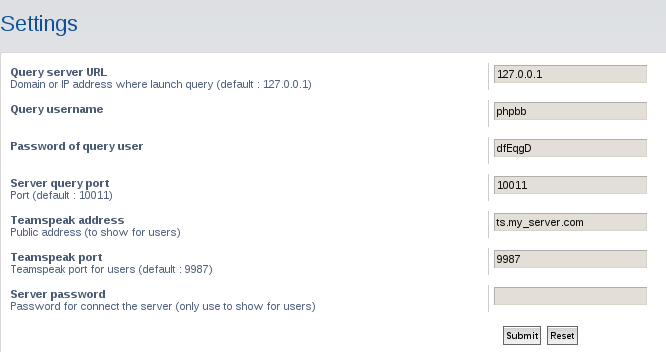 Settings
Query server URL
Domain or IP address where launch query (default : 127.0.0.1)
127.0.0.1
Query username
phpbb
Password of query user
dfEqgD
Server query port
Port (default : 10011)
10011
Teamspeak address
Public address (to show for users)
ts.my_server.com
Teamspeak port
Teamspeak port for users (default : 9987)
9987
Server password
Password for connect the server (only use to show for users)
Submit Reset